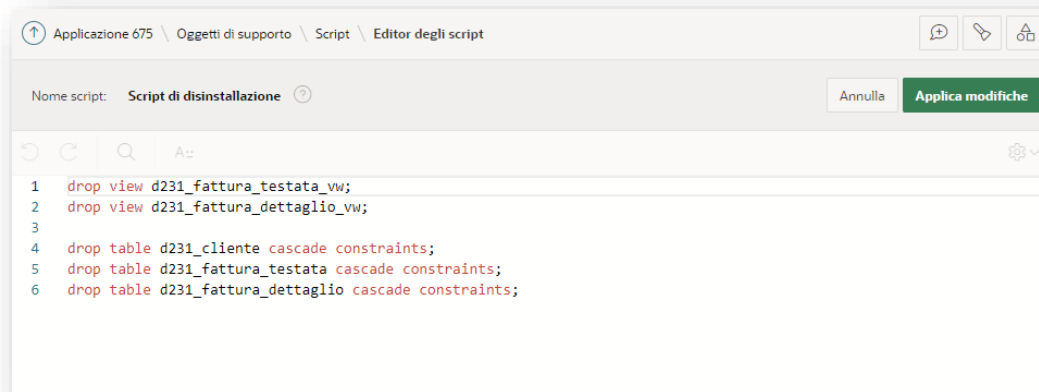 Applicazione 675 \ Oggetti di supporto \ Script \ Editor degli script
Nome script: Script di disinstallazione ? Annulla Applica modifiche
A::
1 drop view d231_fattura_testata_vw;
2 drop view d231_fattura_dettaglio_vw;
3
4 drop table d231_cliente cascade constraints;
5 drop table d231_fattura_testata cascade constraints;
6 drop table d231_fattura_dettaglio cascade constraints;